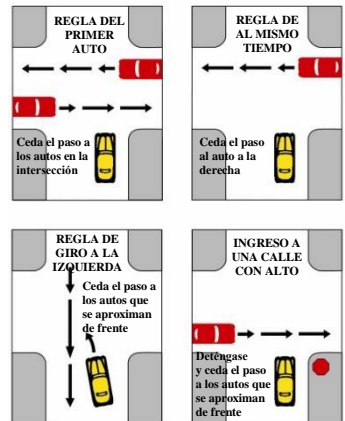 REGLA DEL
PRIMER
AUTO
Ceda el paso a
los autos en la
intersección
REGLA DE
AL MISMO
TIEMPO
Ceda el paso
al auto a la
derecha
REGLA DE
GIRO A LA
IZQUIERDA
Ceda el paso a
los autos que
se aproximan
de frente
INGRESO A
UNA CALLE
CON ALTO
Deténgase
y ceda el paso
a los autos que
se aproximan
de frente